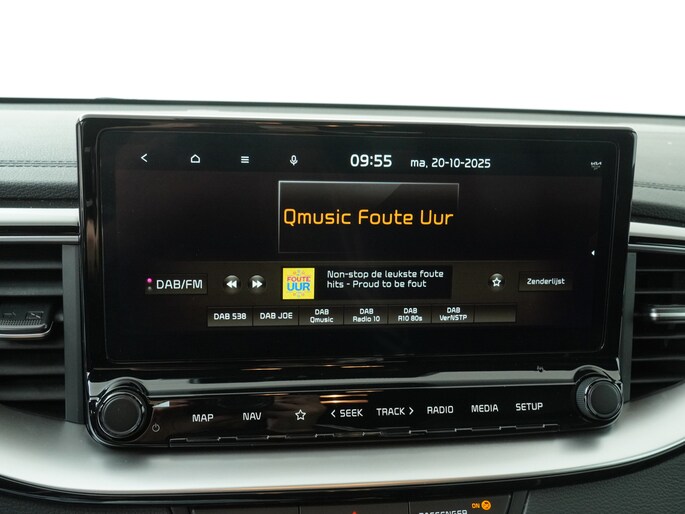 09:55 ma, 20-10-2025
Qmusic Foute Uur
DAB/FM
FOUTE
UUR
Non-stop de leukste foute
hits - Proud to be fout
Zenderlijst
DAB 538
DAB JOE
DAB
Qmusic
DAB
Radio 10
DAB
R10 80s
DAB
VerNSTP
MAP NAV < SEEK TRACK > RADIO MEDIA SETUP
PASSENGER
ON